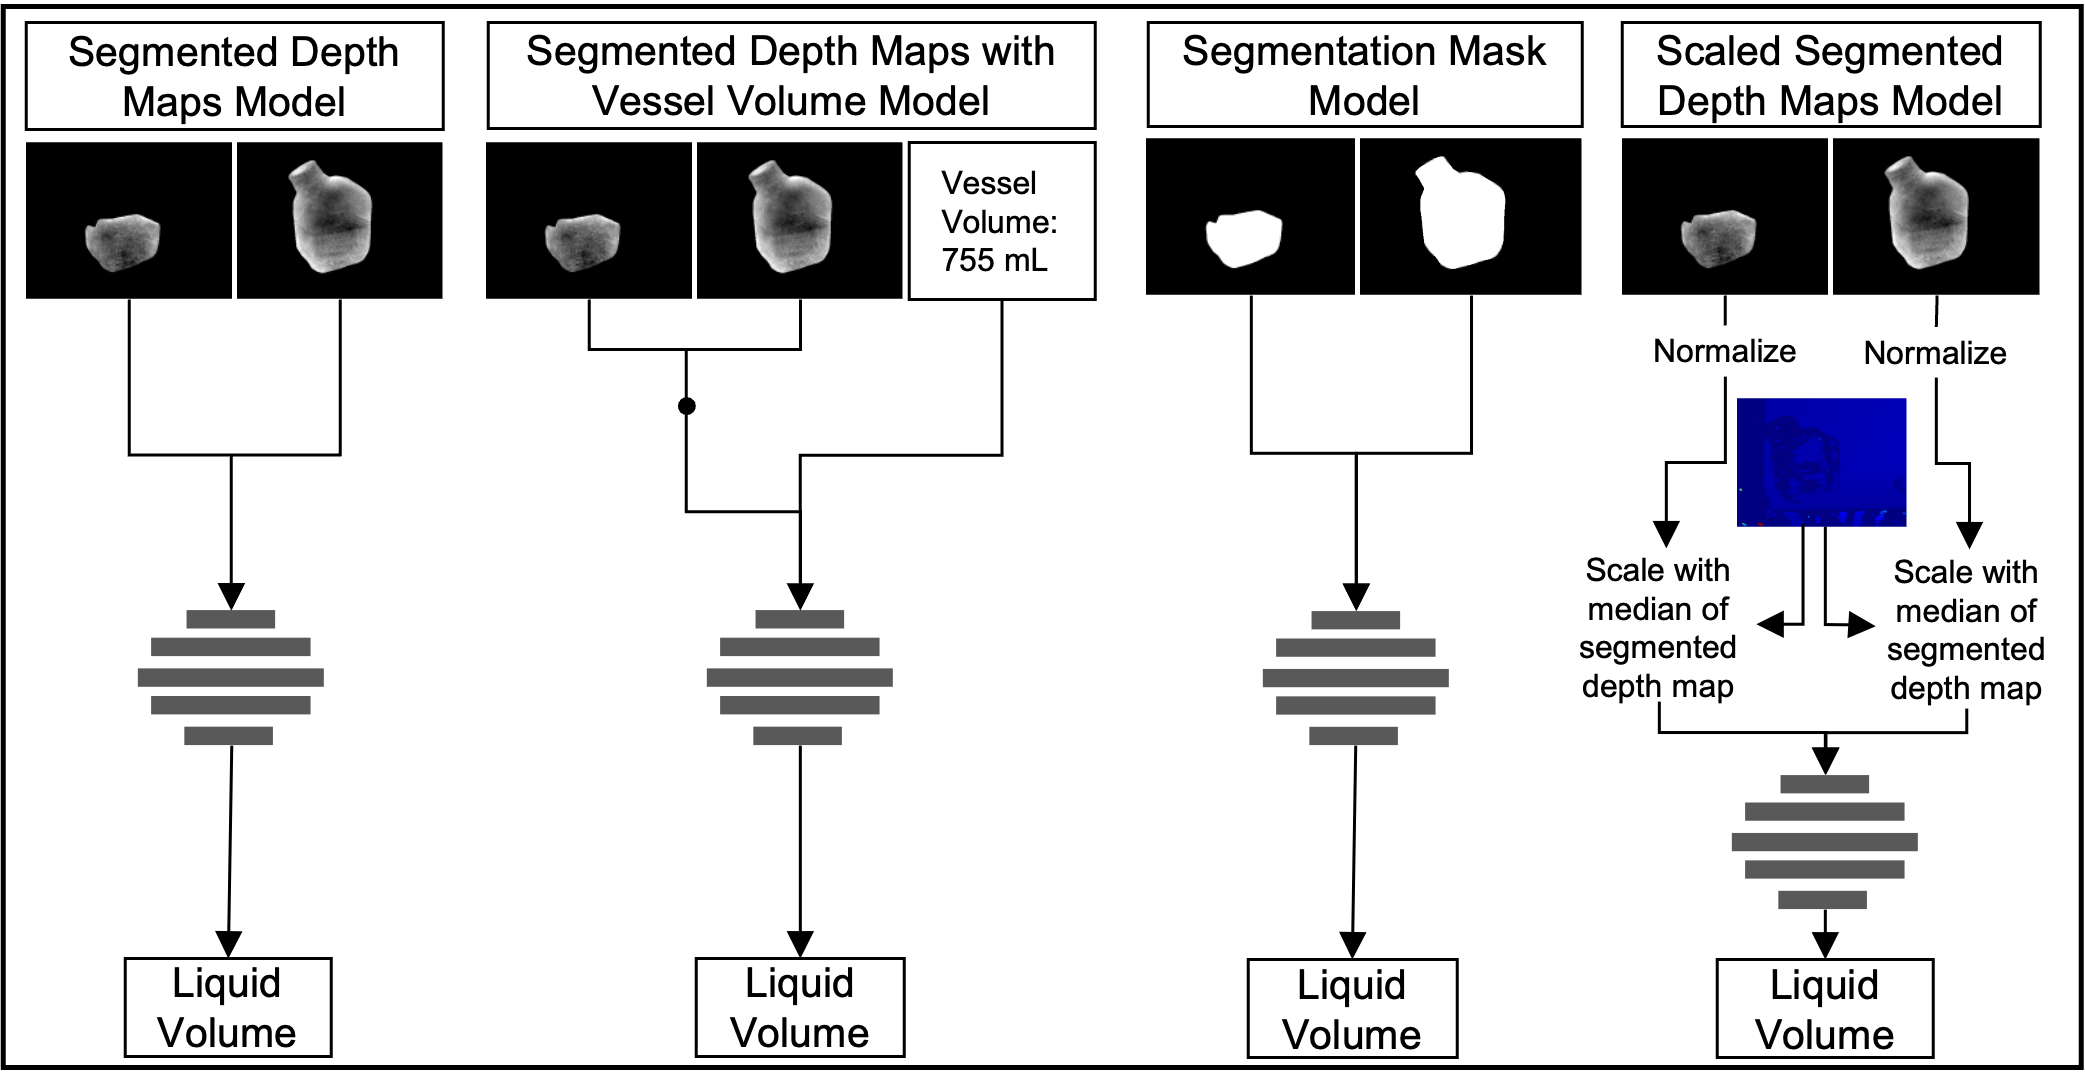 Segmented Depth
Maps Model
Segmented Depth Maps with
Vessel Volume Model
Segmentation Mask
Model
Scaled Segmented
Depth Maps Model
Vessel
Volume:
755 mL
Normalize
Normalize
Scale with
median of
segmented
depth map
Scale with
median of
segmented
depth map
Liquid
Volume
Liquid
Volume
Liquid
Volume
Liquid
Volume